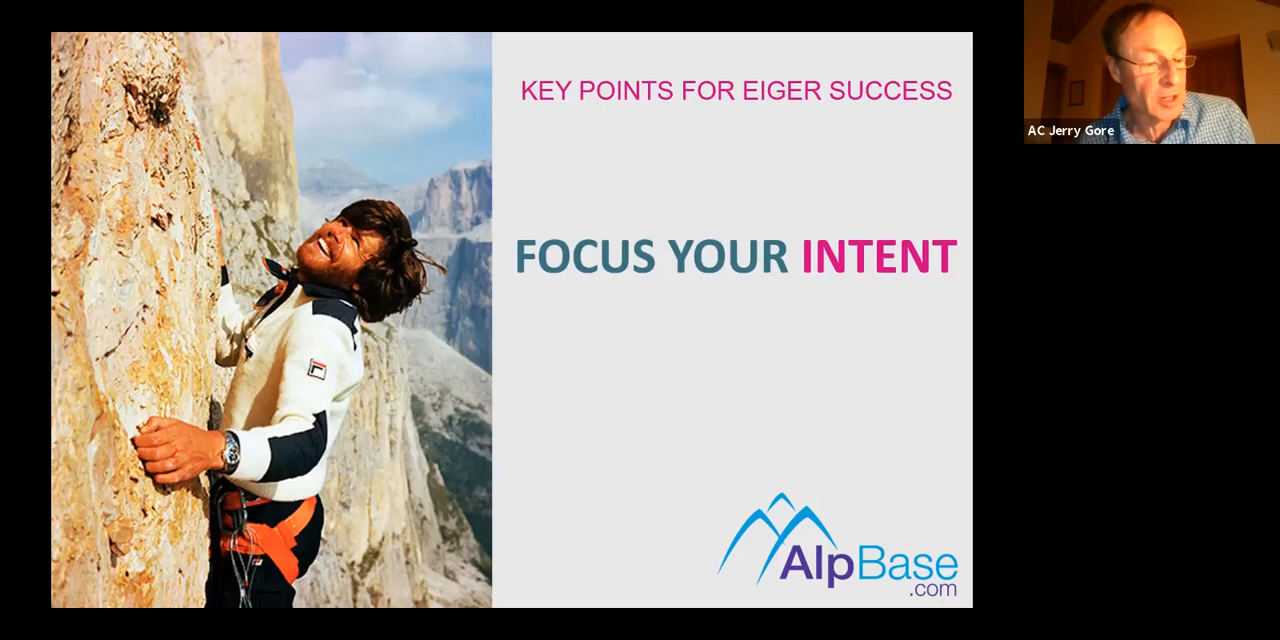 KEY POINTS FOR EIGER SUCCESS
AC Jerry Gore
FOCUS YOUR INTENT
AlpBase
.com